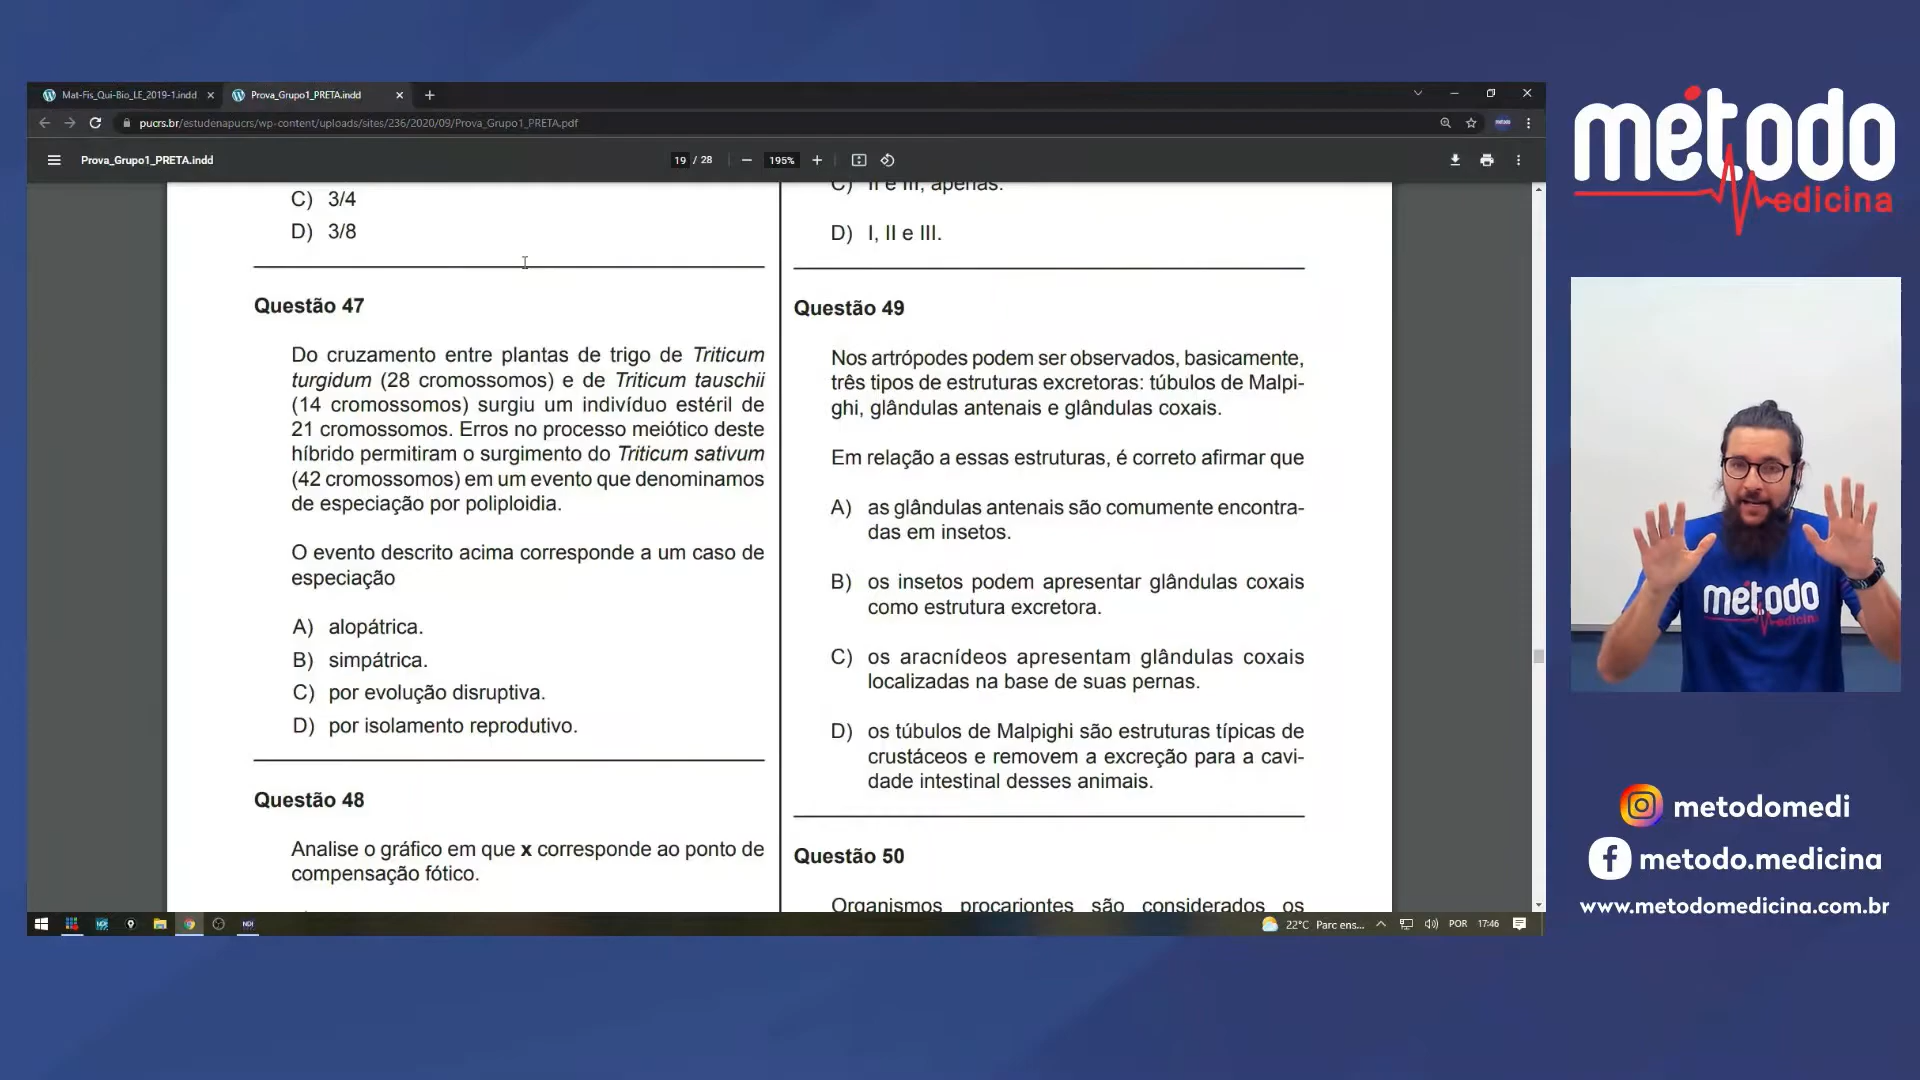 Mat-Fis_Qui-Bio_LE_2019-1.indd
Prova_Grupo1_PRETA.indd
pucrs.br/estudenapucrs/wp-content/uploads/sites/236/2020/09/Prova_Grupo1_PRETA.pdf
Prova_Grupo1_PRETA.indd
19 / 28
195%
C) 3/4
D) 3/8
Questão 47
Do cruzamento entre plantas de trigo de Triticum
turgidum (28 cromossomos) e de Triticum tauschii
(14 cromossomos) surgiu um indivíduo estéril de
21 cromossomos. Erros no processo meiótico deste
híbrido permitiram o surgimento do Triticum sativum
(42 cromossomos) em um evento que denominamos
de especiação por poliploidia.
O evento descrito acima corresponde a um caso de
especiação
A) alopátrica.
B) simpátrica.
C) por evolução disruptiva.
D) por isolamento reprodutivo.
Questão 48
Analise o gráfico em que x corresponde ao ponto de
compensação fótico.
C) II e III, apenas.
D) I, II e III.
Questão 49
Nos artrópodes podem ser observados, basicamente,
três tipos de estruturas excretoras: túbulos de Malpi-
ghi, glândulas antenais e glândulas coxais.
Em relação a essas estruturas, é correto afirmar que
A) as glândulas antenais são comumente encontra-
das em insetos.
B) os insetos podem apresentar glândulas coxais
como estrutura excretora.
C) os aracnídeos apresentam glândulas coxais
localizadas na base de suas pernas.
D) os túbulos de Malpighi são estruturas típicas de
crustáceos e removem a excreção para a cavi-
dade intestinal desses animais.
Questão 50
Organismos procariontes são considerados os
22°C Parc ens...
POR
17:46
método
Medicina
método
edicina
metodomedi
metodo.medicina
www.metodomedicina.com.br